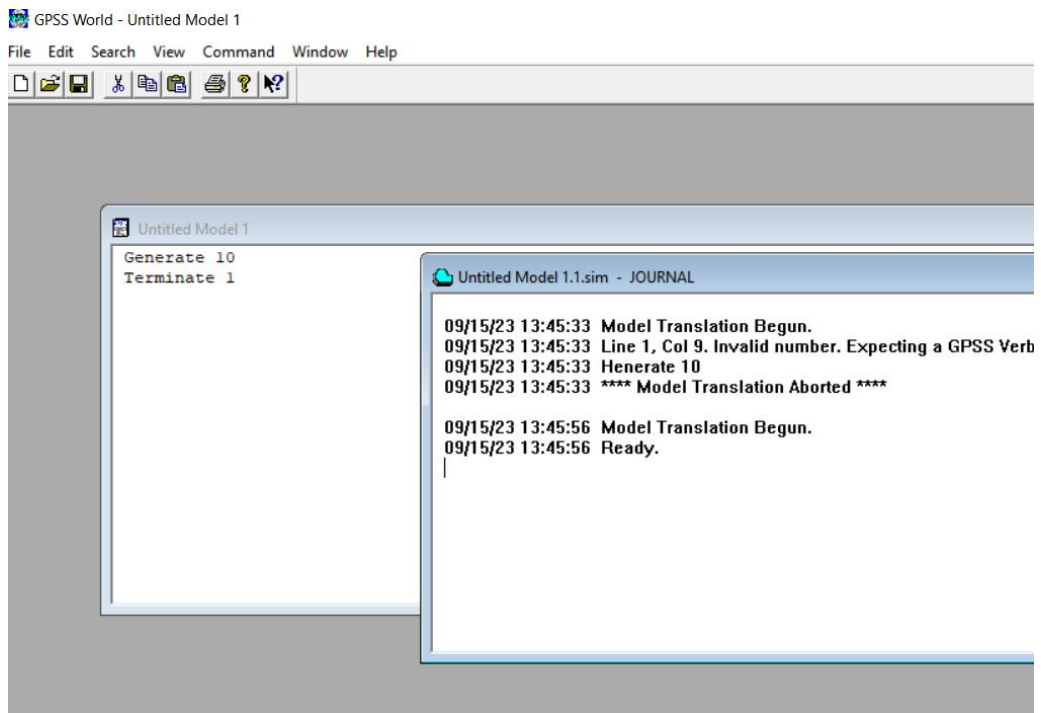 GPSS World - Untitled Model 1
File Edit Search View Command Window Help
Untitled Model 1
Generate 10
Terminate 1
Untitled Model 1.1.sim - JOURNAL
09/15/23 13:45:33 Model Translation Begun.
09/15/23 13:45:33 Line 1, Col 9. Invalid number. Expecting a GPSS Verb
09/15/23 13:45:33 Henerate 10
09/15/23 13:45:33 **** Model Translation Aborted ****
09/15/23 13:45:56 Model Translation Begun.
09/15/23 13:45:56 Ready.